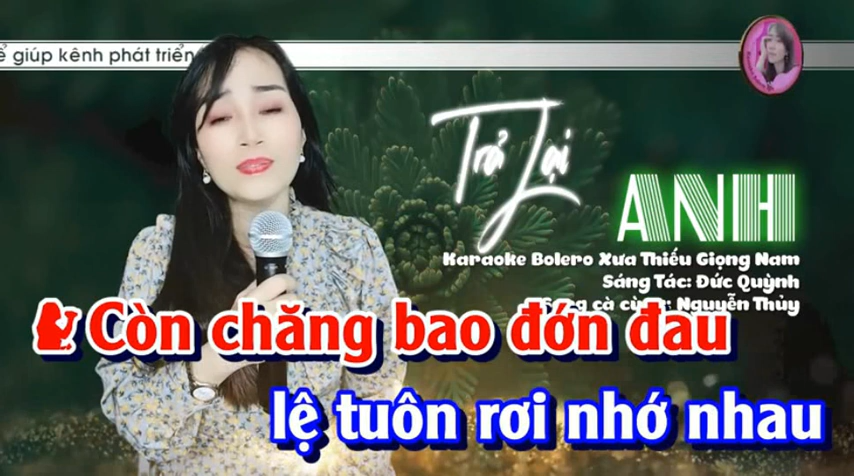 ể giúp kênh phát triển
Trả Lại
ANH
Karaoke Bolero Xưa Thiếu Giọng Nam
Sáng Tác: Đức Quỳnh
Nguyễn Thủy
Còn chăng bao đớn đau
lệ tuôn rơi nhớ nhau